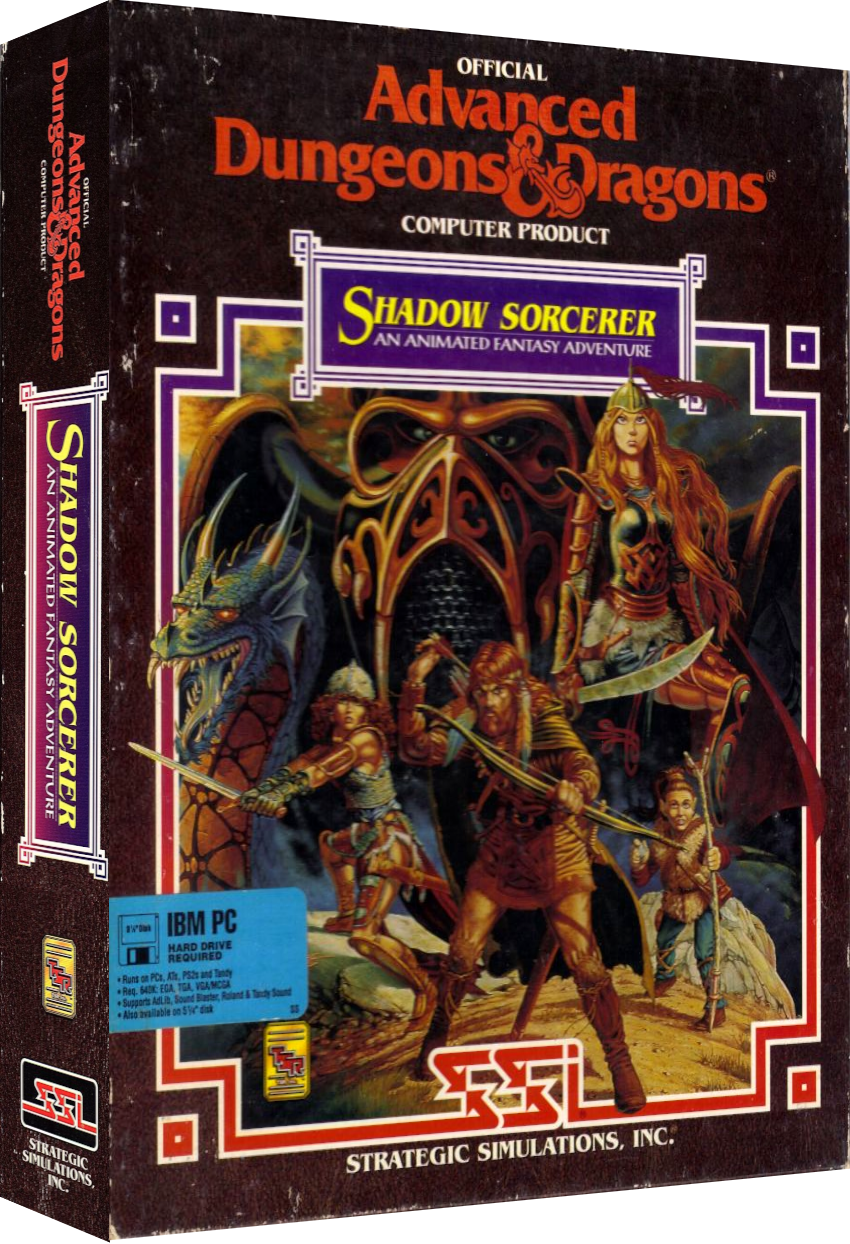 OFFICIAL
Advanced
Dungeons & Dragons®
COMPUTER PRODUCT
SHADOW SORCERER
AN ANIMATED FANTASY ADVENTURE
IBM PC
HARD DRIVE
REQUIRED
• Runs on PCs, ATs, PS2s and Tandy
• Req. 640K: EGA, TGA, VGA/MCGA
• Supports AdLib, Sound Blaster, Roland & Tandy Sound
• Also available on 5¼" disk
SS
TSR
SSI
STRATEGIC SIMULATIONS, INC.®
OFFICIAL
Advanced
Dungeons & Dragons
COMPUTER PRODUCT
SHADOW SORCERER
AN ANIMATED FANTASY ADVENTURE
TSR
SSI
STRATEGIC
SIMULATIONS,
INC.